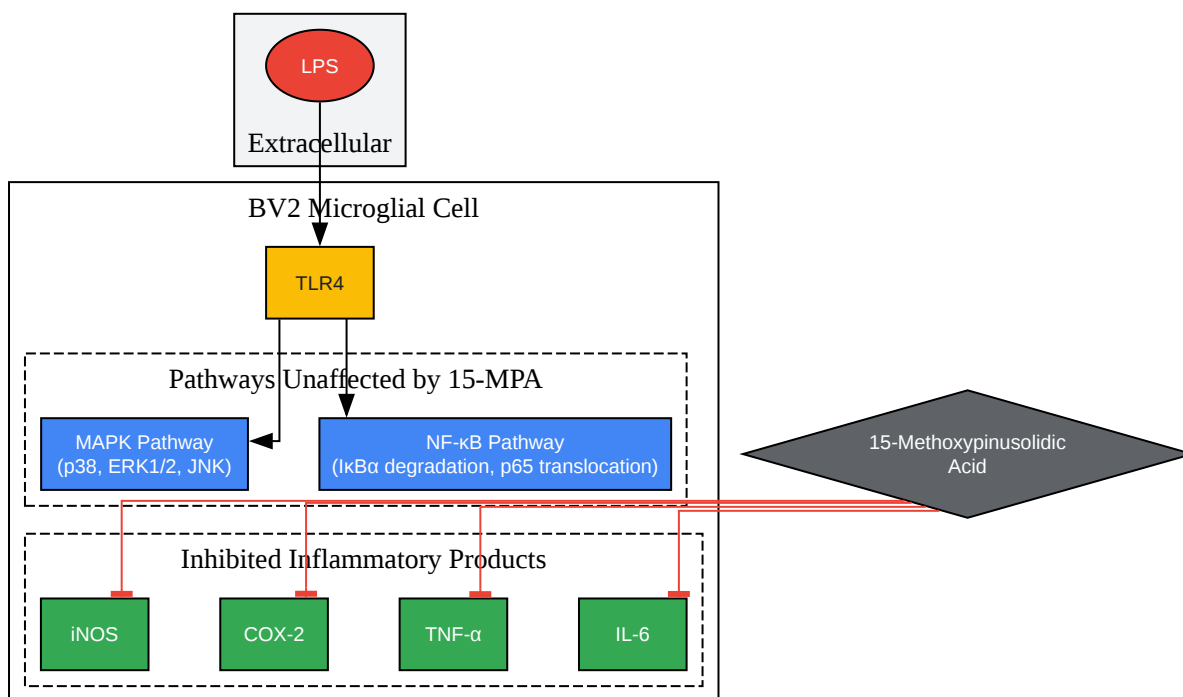 LPS
Extracellular
BV2 Microglial Cell
TLR4
Pathways Unaffected by 15-MPA
MAPK Pathway
(p38, ERK1/2, JNK)
NF-κB Pathway
(IκBα degradation, p65 translocation)
15-Methoxypinusolidic
Acid
Inhibited Inflammatory Products
iNOS
COX-2
TNF-α
IL-6